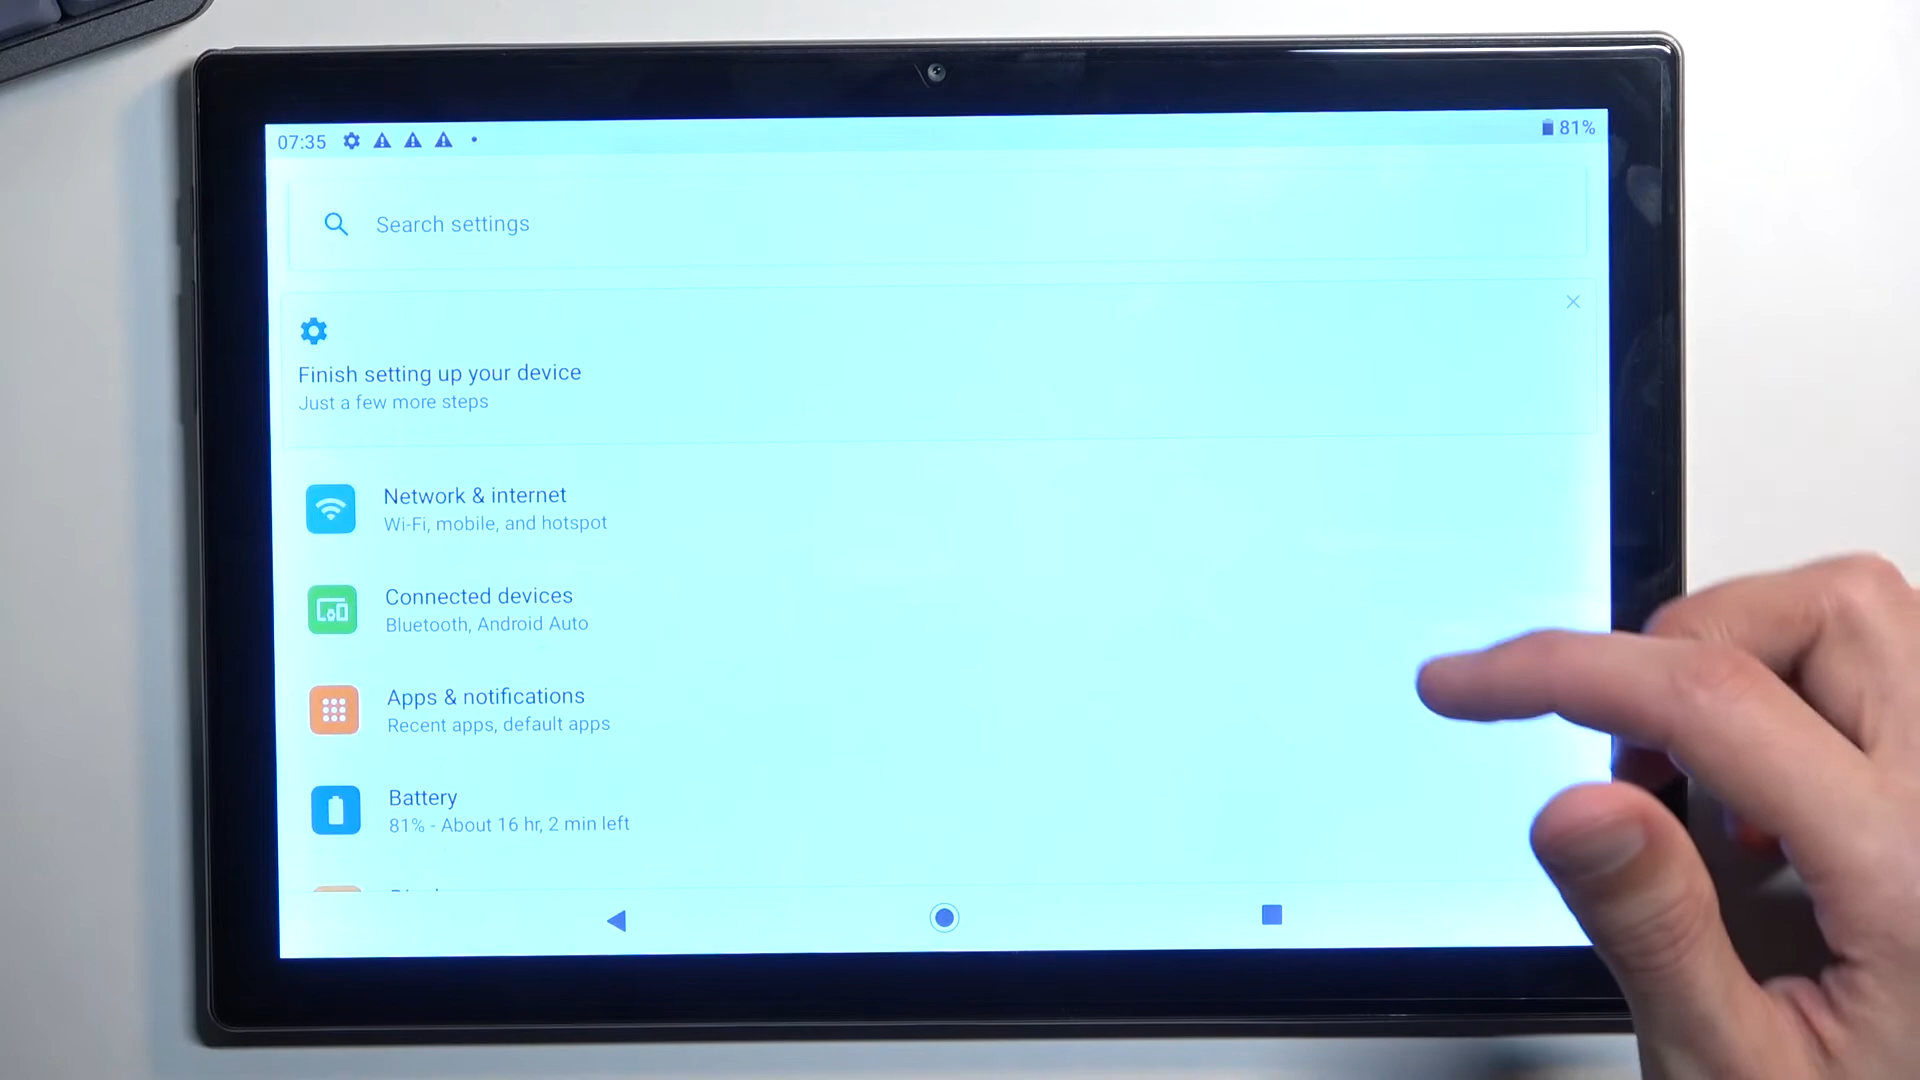 07:35
81%
Search settings
Finish setting up your device
Just a few more steps
Network & internet
Wi-Fi, mobile, and hotspot
Connected devices
Bluetooth, Android Auto
Apps & notifications
Recent apps, default apps
Battery
81% - About 16 hr, 2 min left